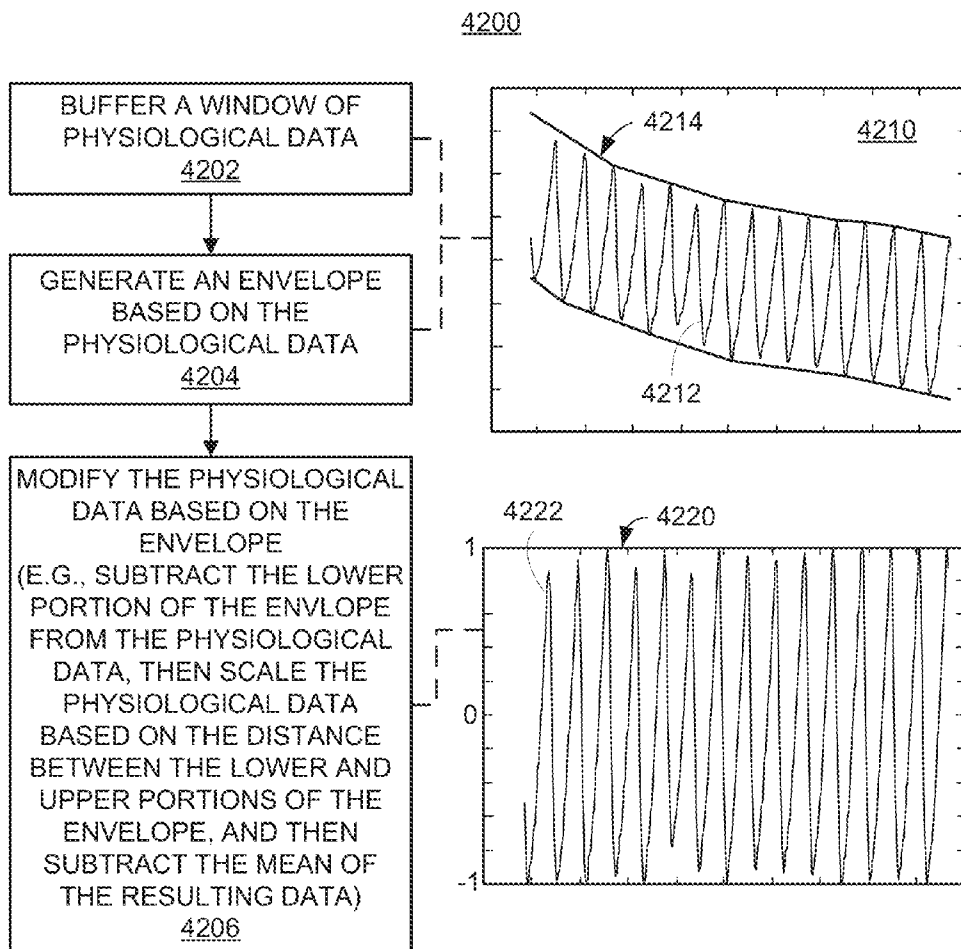 4200
BUFFER A WINDOW OF
PHYSIOLOGICAL DATA
4202
GENERATE AN ENVELOPE
BASED ON THE
PHYSIOLOGICAL DATA
4204
MODIFY THE PHYSIOLOGICAL
DATA BASED ON THE
ENVELOPE
(E.G., SUBTRACT THE LOWER
PORTION OF THE ENVLOPE
FROM THE PHYSIOLOGICAL
DATA, THEN SCALE THE
PHYSIOLOGICAL DATA
BASED ON THE DISTANCE
BETWEEN THE LOWER AND
UPPER PORTIONS OF THE
ENVELOPE, AND THEN
SUBTRACT THE MEAN OF
THE RESULTING DATA)
4206
4214
4210
4212
4222
4220
1
0
-1